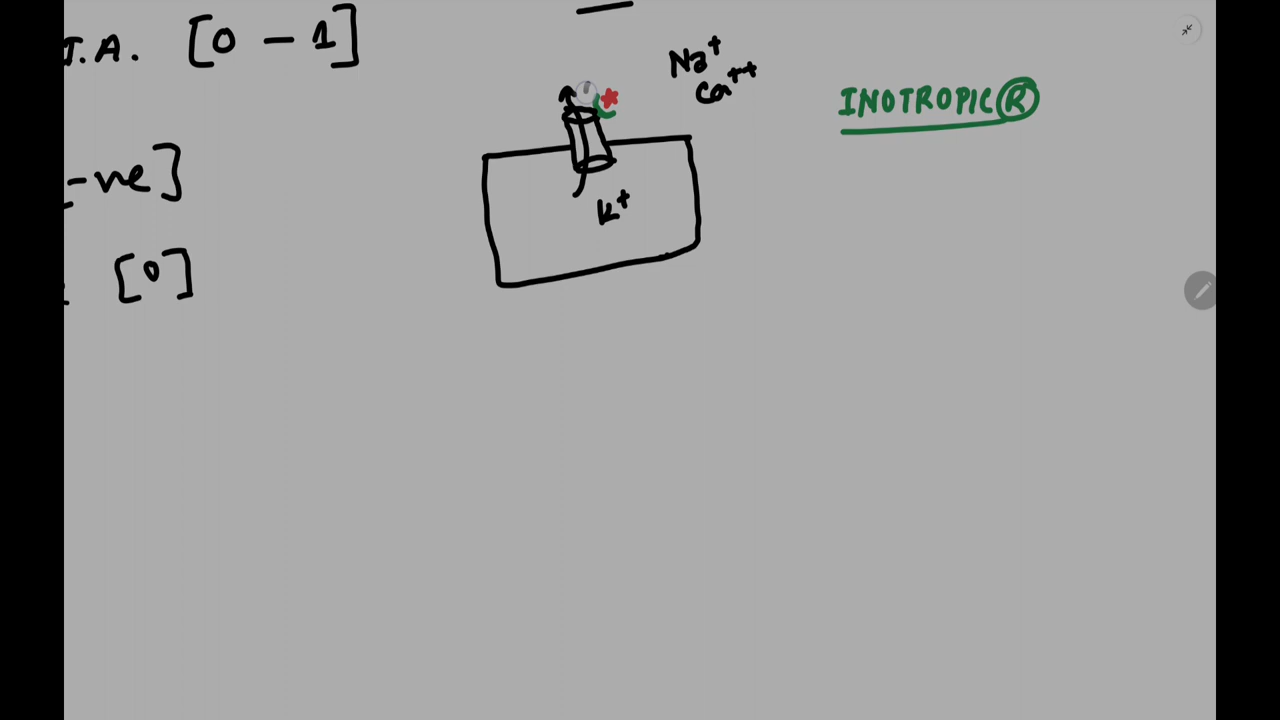 I.A. [0 - 1]
-ve]
[0]
Na+
Ca++
K+
INOTROPIC R